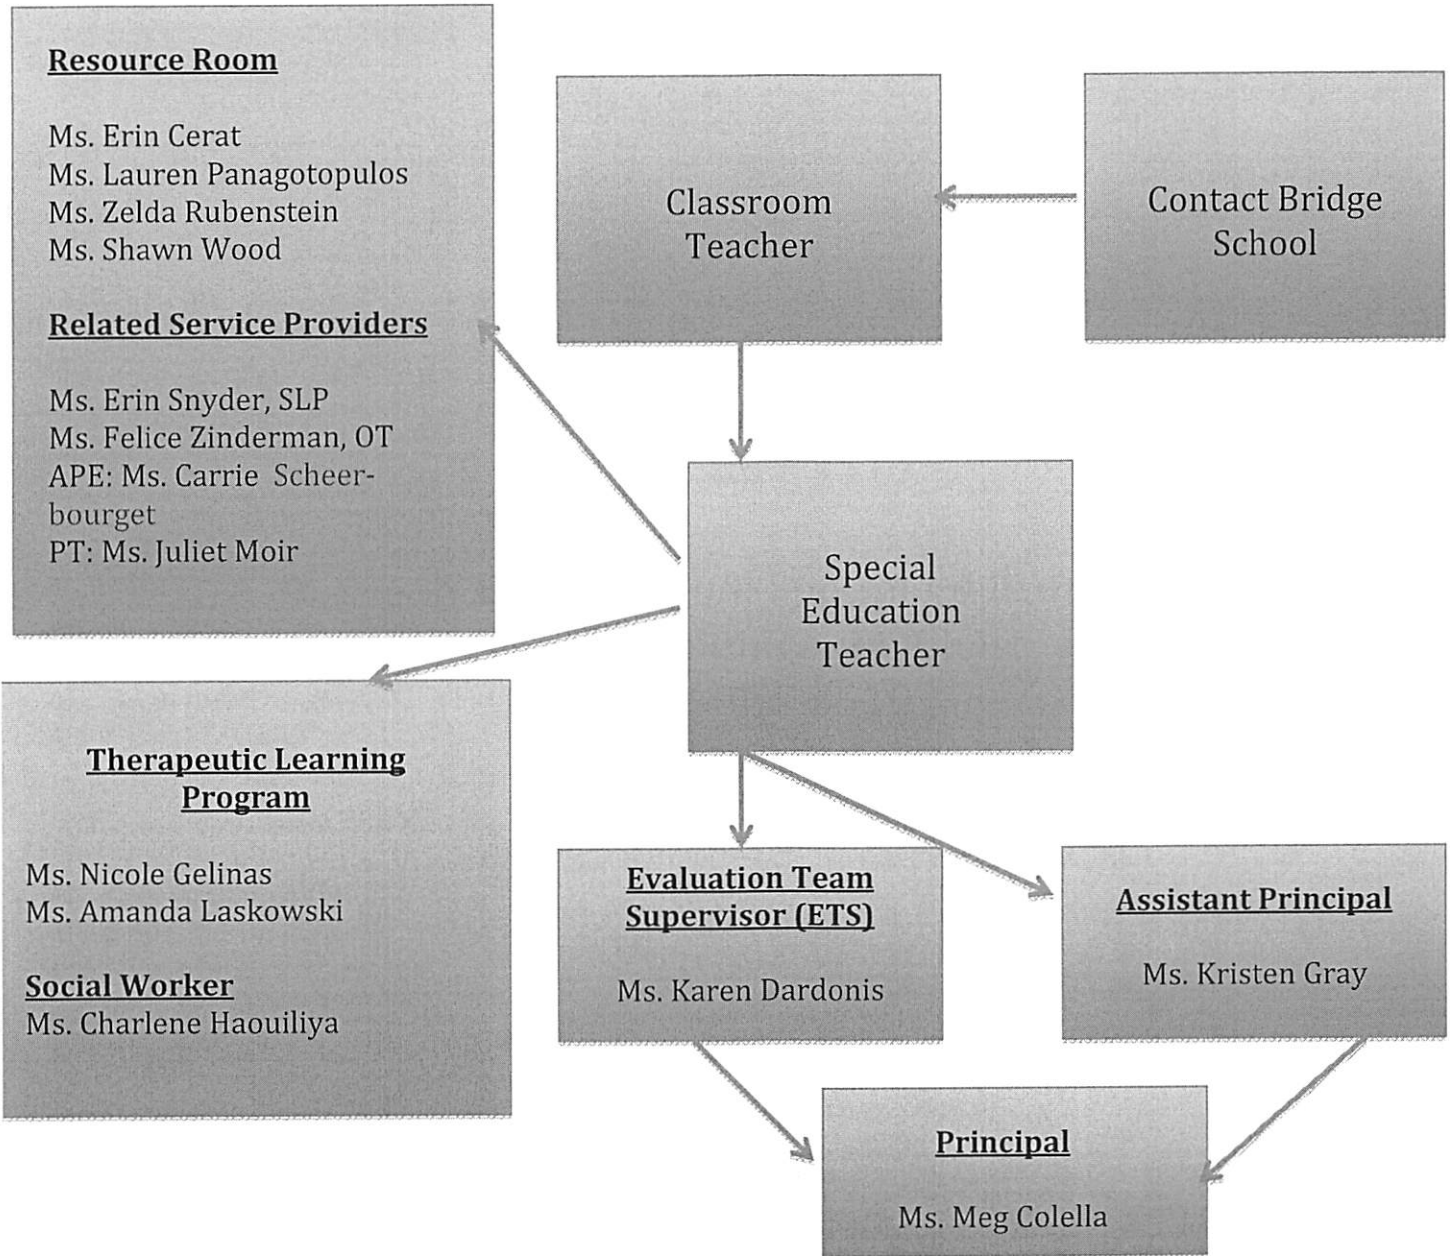 Resource Room
Ms. Erin Cerat
Ms. Lauren Panagotopulos
Ms. Zelda Rubenstein
Ms. Shawn Wood
Related Service Providers
Ms. Erin Snyder, SLP
Ms. Felice Zinderman, OT
APE: Ms. Carrie Scheer-
bourget
PT: Ms. Juliet Moir
Classroom
Teacher
Contact Bridge
School
Special
Education
Teacher
Therapeutic Learning
Program
Ms. Nicole Gelinas
Ms. Amanda Laskowski
Social Worker
Ms. Charlene Haouiliya
Evaluation Team
Supervisor (ETS)
Ms. Karen Dardonis
Assistant Principal
Ms. Kristen Gray
Principal
Ms. Meg Colella